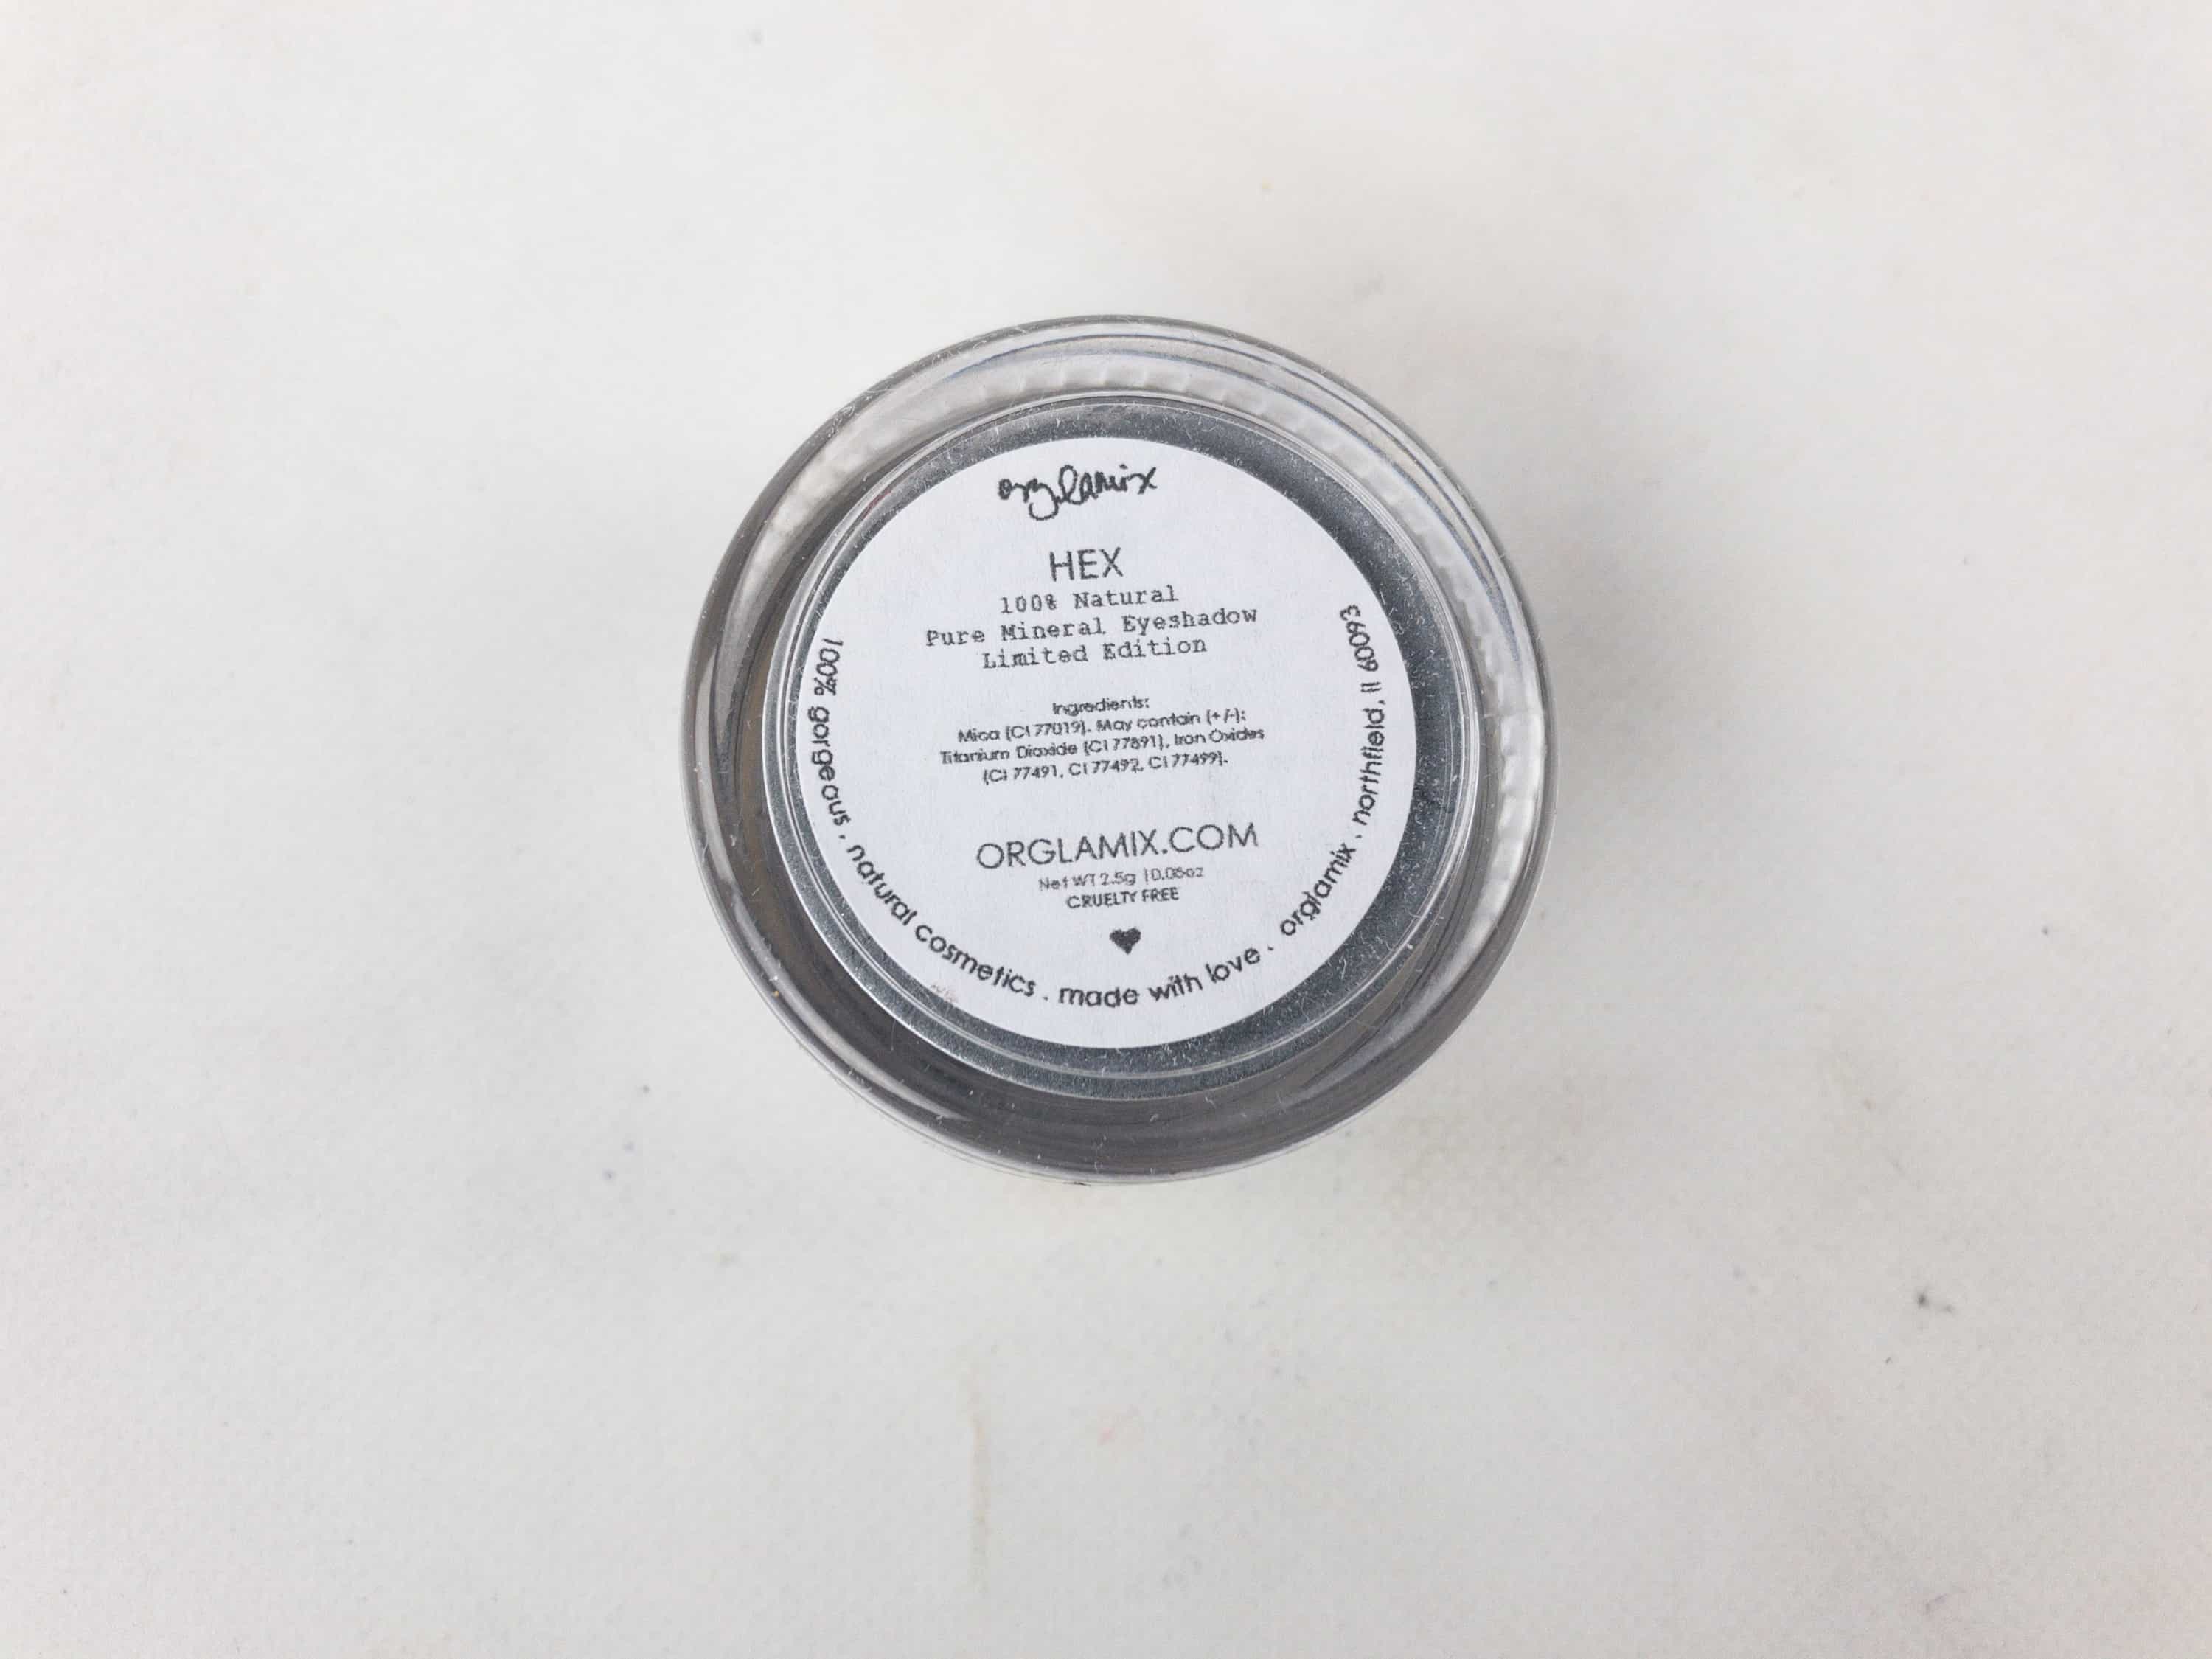 orglamix
HEX
100% Natural
Pure Mineral Eyeshadow
Limited Edition
Ingredients:
Mica (CI 77019). May contain (+/-):
Titanium Dioxide (CI 77891), Iron Oxides
(CI 77491, CI 77492, CI 77499).
ORGLAMIX.COM
Net WT 2.5g | 0.08oz
CRUELTY FREE
100% gorgeous . natural cosmetics . made with love . orglamix . northfield, il 60093